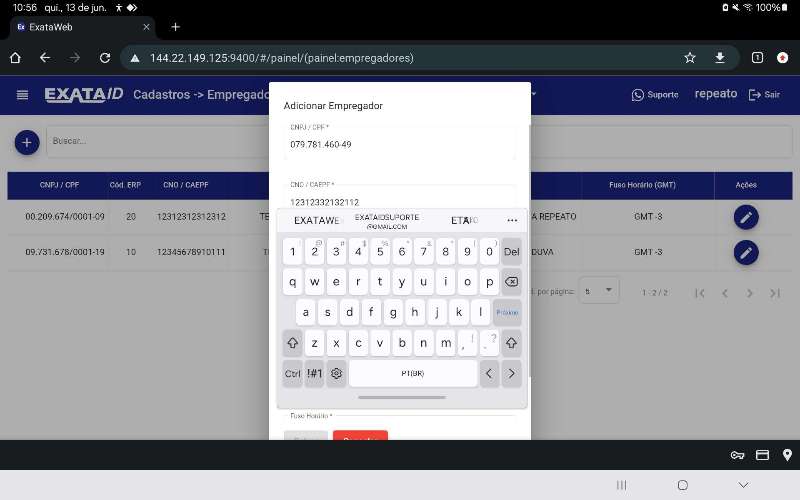 10:56 qui., 13 de jun. 100%
Ex ExataWeb
144.22.149.125:9400/#/painel/(painel:empregadores)
1
EXATAID Cadastros -> Empregado Suporte repeato Sair
Adicionar Empregador
CNPJ / CPF *
079.781.460-49
CNO / CAEPF *
12312332132112
Buscar...
CNPJ / CPF Cód. ERP CNO / CAEPF Fuso Horário (GMT) Ações
00.209.674/0001-09 20 12312312312312 TE A REPEATO GMT -3
09.731.678/0001-19 10 12345678910111 DUVA GMT -3
. por página: 5 1 - 2 / 2
EXATAWE EXATAIDSUPORTE
@GMAIL.COM
ETA
1 2 3 4 5 6 7 8 9 0 Del
q w e r t y u i o p
a s d f g h j k l Próximo
z x c v b n m , ! . ?
Ctrl !#1 PT(BR) < >
Fuso Horário *